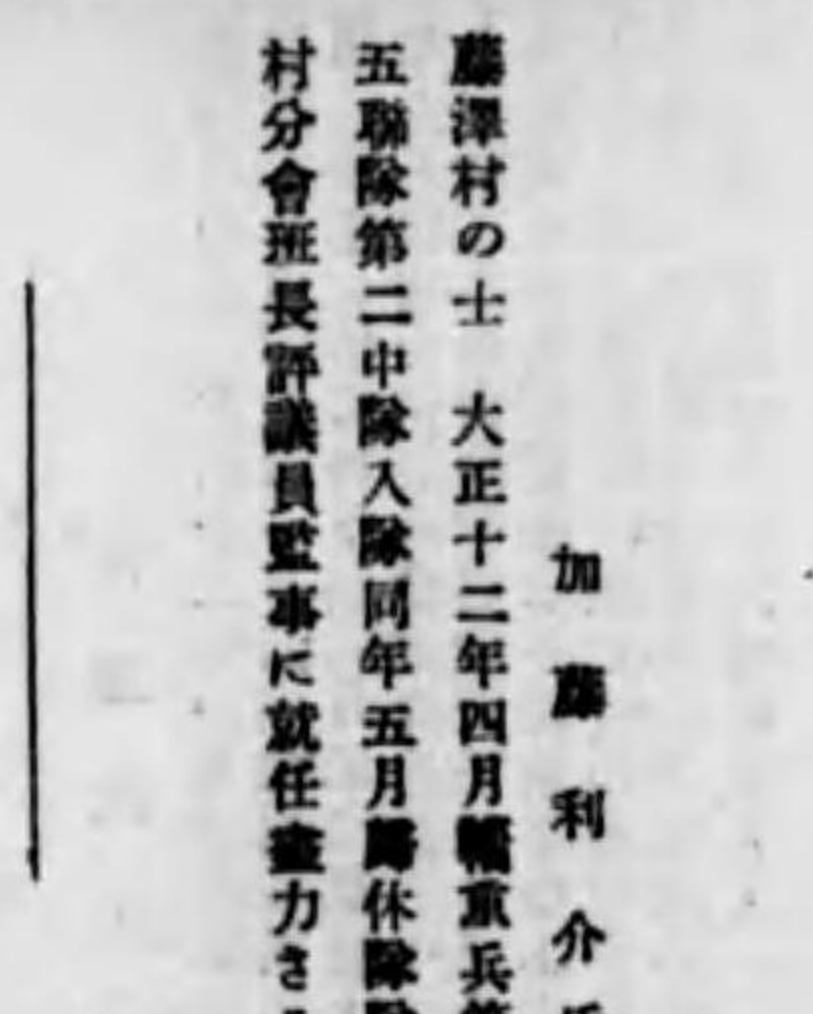 加藤利介
藤澤村の士 大正十二年四月輜重兵第
五聯隊第二中隊入隊同年五月歸休除隊
村分會班長評議員監事に就任盡力さ